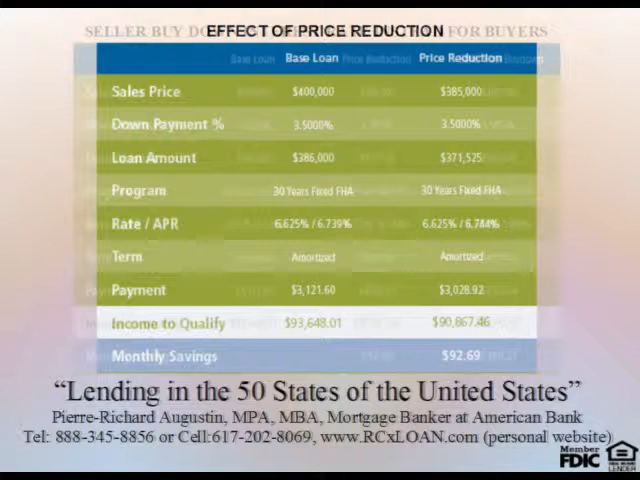 EFFECT OF PRICE REDUCTION
Base Loan Price Reduction
Sales Price $400,000 $385,000
Down Payment % 3.5000% 3.5000%
Loan Amount $386,000 $371,525
Program 30 Years Fixed FHA 30 Years Fixed FHA
Rate / APR 6.625% / 6.739% 6.625% / 6.744%
Term Amortized Amortized
Payment $3,121.60 $3,028.92
Income to Qualify $93,648.01 $90,867.46
Monthly Savings $92.69
“Lending in the 50 States of the United States”
Pierre-Richard Augustin, MPA, MBA, Mortgage Banker at American Bank
Tel: 888-345-8856 or Cell:617-202-8069, www.RCxLOAN.com (personal website)
Member
FDIC